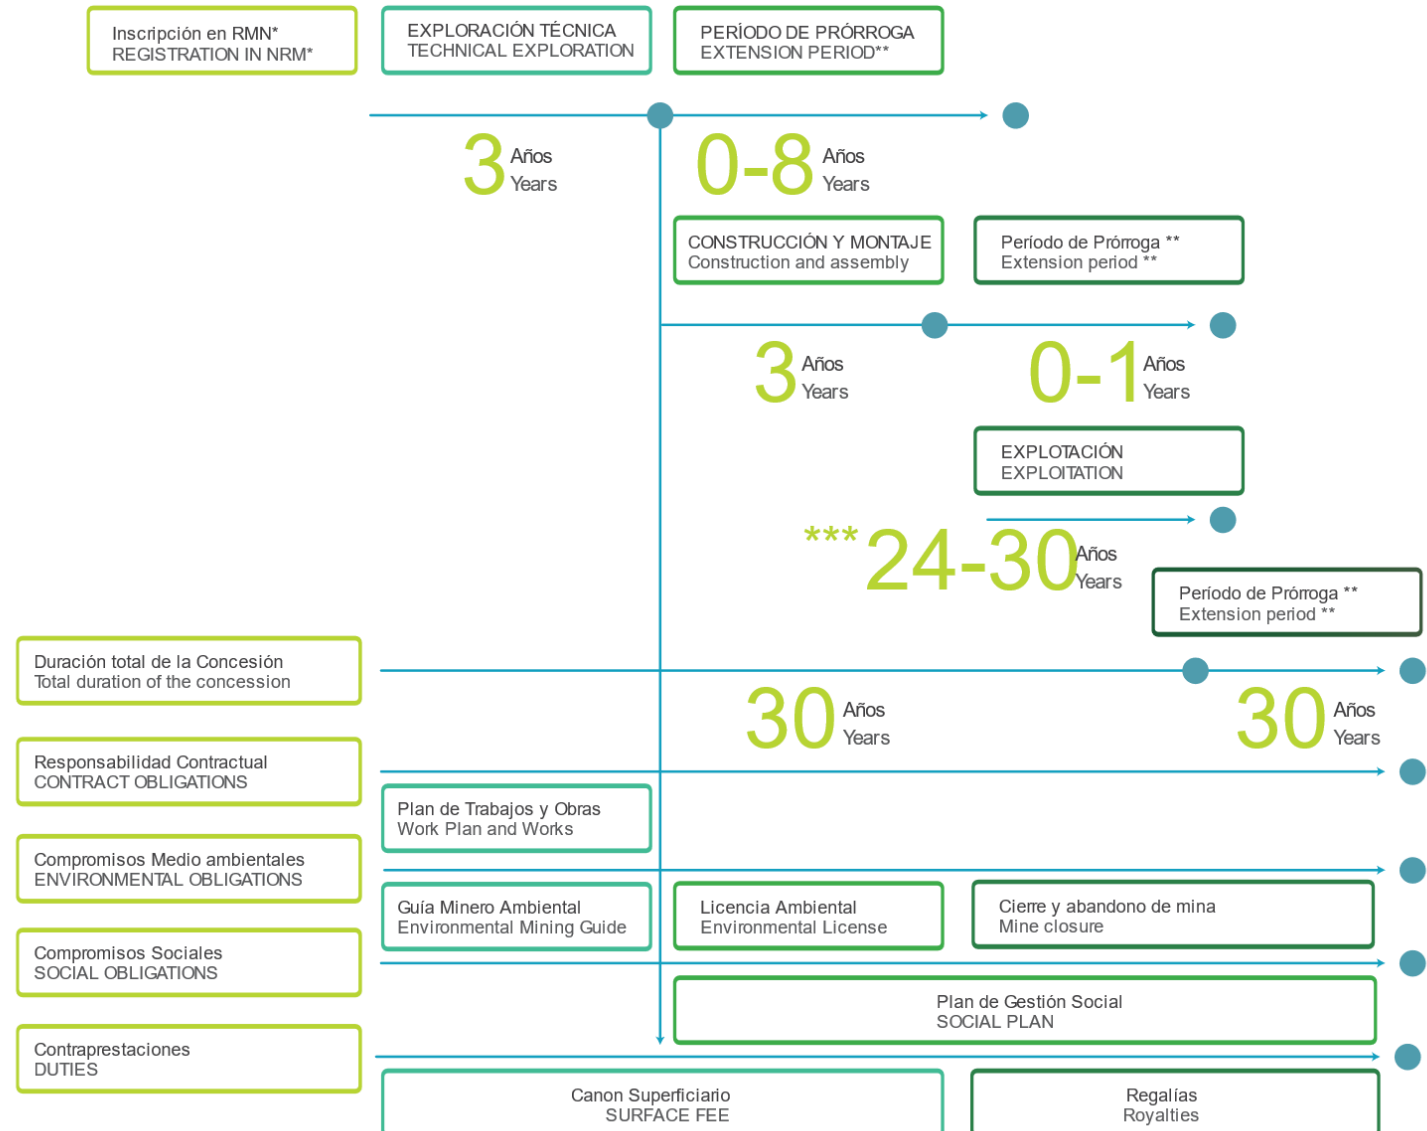 Inscripción en RMN*
REGISTRATION IN NRM*
EXPLORACIÓN TÉCNICA
TECHNICAL EXPLORATION
PERÍODO DE PRÓRROGA
EXTENSION PERIOD**
3 Años
Years
0-8 Años
Years
CONSTRUCCIÓN Y MONTAJE
Construction and assembly
Período de Prórroga **
Extension period **
3 Años
Years
0-1 Años
Years
EXPLOTACIÓN
EXPLOITATION
***24-30 Años
Years
Período de Prórroga **
Extension period **
Duración total de la Concesión
Total duration of the concession
30 Años
Years
30 Años
Years
Responsabilidad Contractual
CONTRACT OBLIGATIONS
Plan de Trabajos y Obras
Work Plan and Works
Compromisos Medio ambientales
ENVIRONMENTAL OBLIGATIONS
Guía Minero Ambiental
Environmental Mining Guide
Licencia Ambiental
Environmental License
Cierre y abandono de mina
Mine closure
Compromisos Sociales
SOCIAL OBLIGATIONS
Plan de Gestión Social
SOCIAL PLAN
Contraprestaciones
DUTIES
Canon Superficiario
SURFACE FEE
Regalías
Royalties